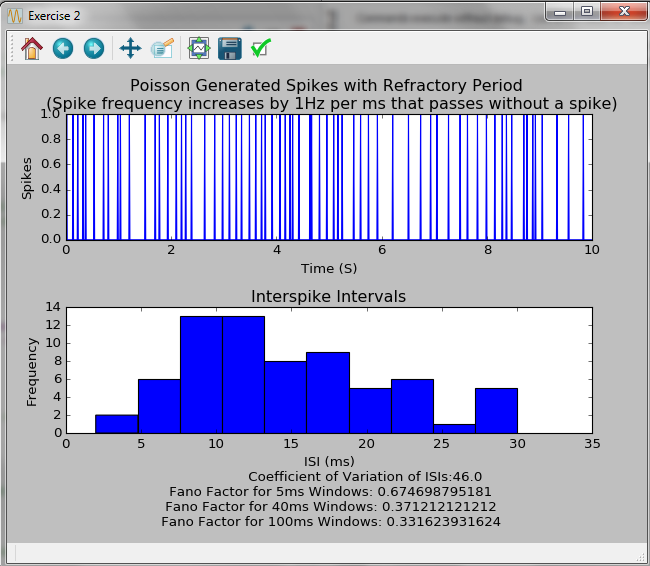 Exercise 2
Poisson Generated Spikes with Refractory Period
(Spike frequency increases by 1Hz per ms that passes without a spike)
1.0
0.8
0.6
0.4
0.2
0.0
Spikes
0 2 4 6 8 10
Time (S)
Interspike Intervals
14
12
10
8
6
4
2
0
Frequency
0 5 10 15 20 25 30 35
ISI (ms)
Coefficient of Variation of ISIs:46.0
Fano Factor for 5ms Windows: 0.674698795181
Fano Factor for 40ms Windows: 0.371212121212
Fano Factor for 100ms Windows: 0.331623931624